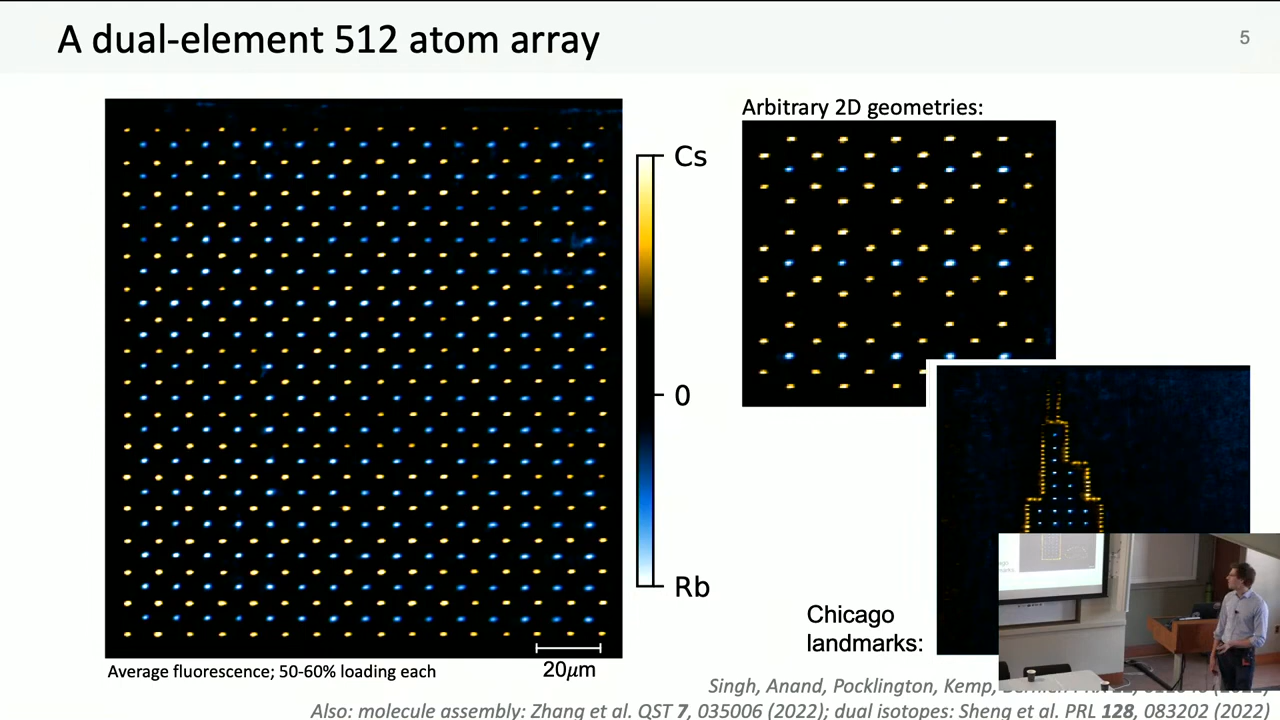 A dual-element 512 atom array
5
Arbitrary 2D geometries:
Cs
0
Rb
20μm
Average fluorescence; 50-60% loading each
Chicago
landmarks:
Singh, Anand, Pocklington, Kemp,
Also: molecule assembly: Zhang et al. QST 7, 035006 (2022); dual isotopes: Sheng et al. PRL 128, 083202 (2022)